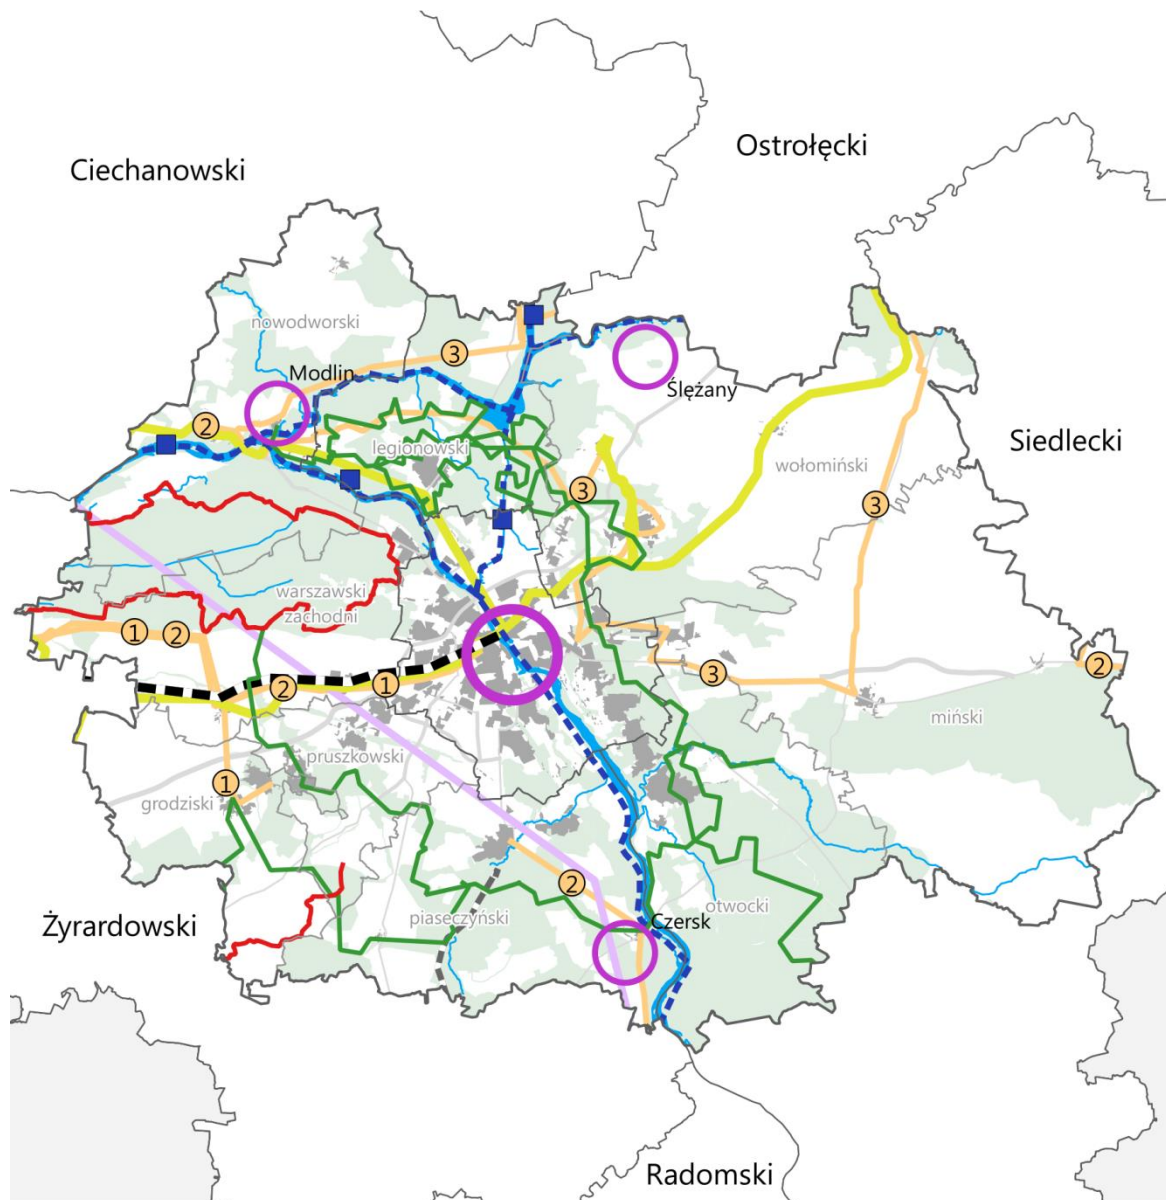 Ostrołęcki
Ciechanowski
nowodworski
3
Modlin
Ślężany
2
legionowski
Siedlecki
wołomiński
3
3
warszawski
zachodni
1
2
3
2
2
1
miński
pruszkowski
1
grodziski
2
otwocki
Żyrardowski
piaseczyński
Czersk
Radomski